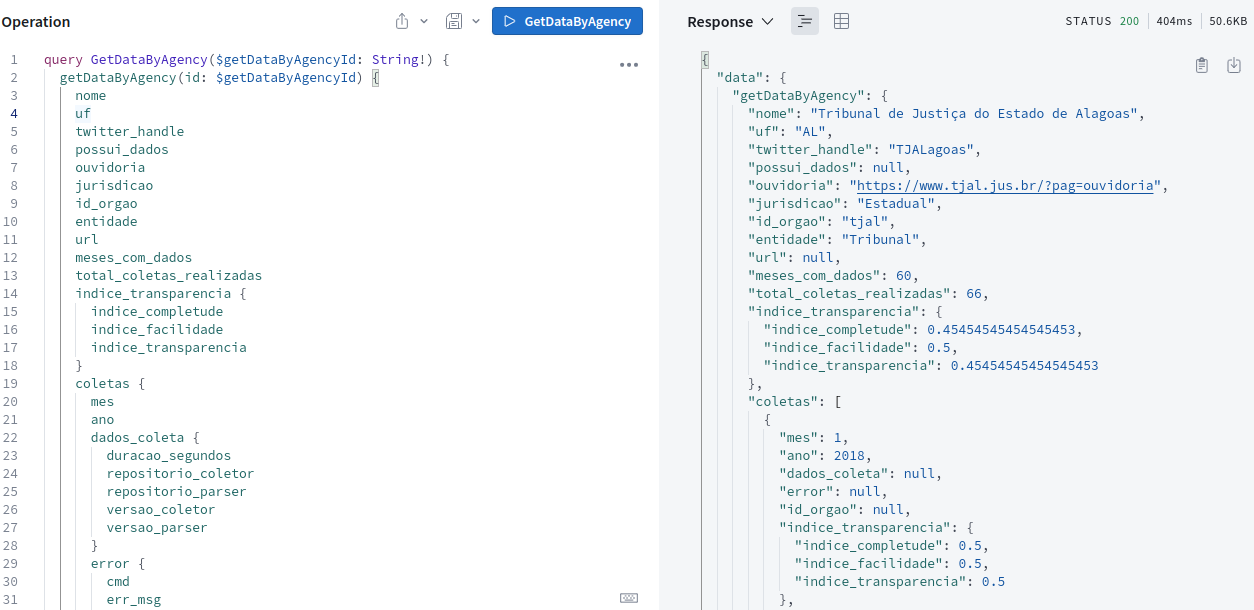 Operation
GetDataByAgency
1 query GetDataByAgency($getDataByAgencyId: String!) {
2 getDataByAgency(id: $getDataByAgencyId) {
3 nome
4 uf
5 twitter_handle
6 possui_dados
7 ouvidoria
8 jurisdicao
9 id_orgao
10 entidade
11 url
12 meses_com_dados
13 total_coletas_realizadas
14 indice_transparencia {
15 indice_completude
16 indice_facilidade
17 indice_transparencia
18 }
19 coletas {
20 mes
21 ano
22 dados_coleta {
23 duracao_segundos
24 repositorio_coletor
25 repositorio_parser
26 versao_coletor
27 versao_parser
28 }
29 error {
30 cmd
31 err_msg
Response
STATUS 200 404ms 50.6KB
{
"data": {
"getDataByAgency": {
"nome": "Tribunal de Justiça do Estado de Alagoas",
"uf": "AL",
"twitter_handle": "TJALagoas",
"possui_dados": null,
"ouvidoria": "https://www.tjal.jus.br/?pag=ouvidoria",
"jurisdicao": "Estadual",
"id_orgao": "tjal",
"entidade": "Tribunal",
"url": null,
"meses_com_dados": 60,
"total_coletas_realizadas": 66,
"indice_transparencia": {
"indice_completude": 0.45454545454545453,
"indice_facilidade": 0.5,
"indice_transparencia": 0.45454545454545453
},
"coletas": [
{
"mes": 1,
"ano": 2018,
"dados_coleta": null,
"error": null,
"id_orgao": null,
"indice_transparencia": {
"indice_completude": 0.5,
"indice_facilidade": 0.5,
"indice_transparencia": 0.5
},